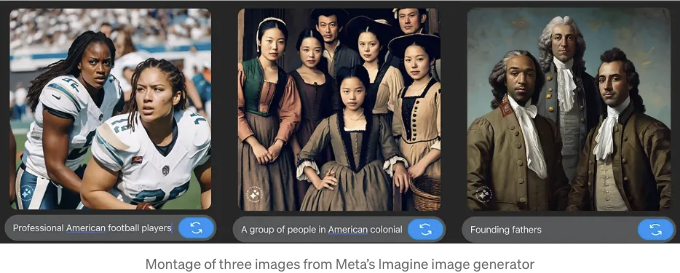 Professional American football players
A group of people in American colonial
Founding fathers
Montage of three images from Meta's Imagine image generator